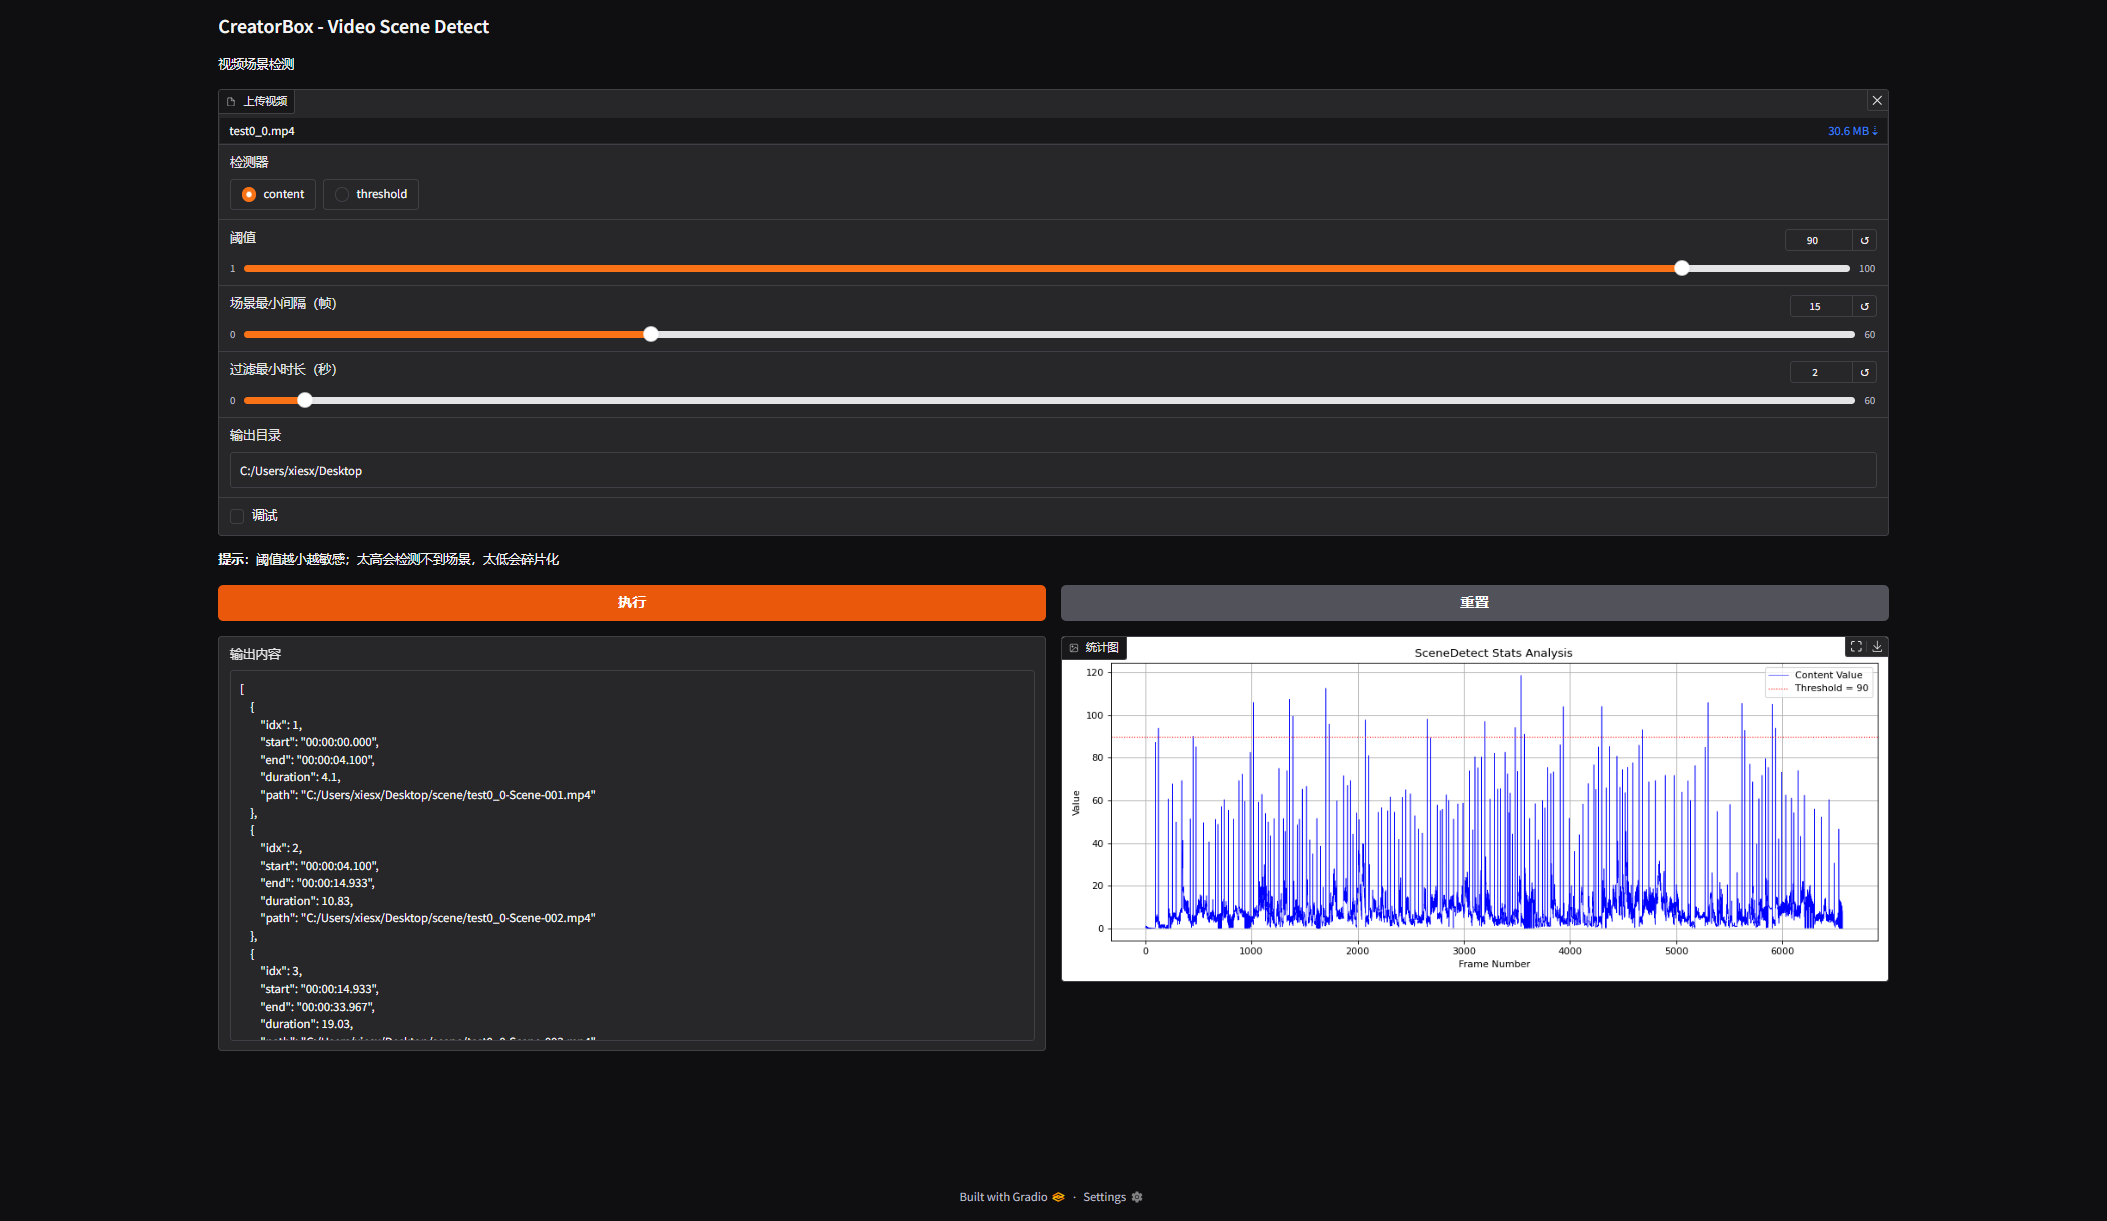 CreatorBox - Video Scene Detect
视频场景检测
上传视频
test0_0.mp4
30.6 MB ⇣
检测器
content
threshold
阈值
90
1
100
场景最小间隔（帧）
15
0
60
过滤最小时长（秒）
2
0
60
输出目录
C:/Users/xiesx/Desktop
调试
提示：阈值越小越敏感；太高会检测不到场景，太低会碎片化
执行
重置
输出内容
[
{
"idx": 1,
"start": "00:00:00.000",
"end": "00:00:04.100",
"duration": 4.1,
"path": "C:/Users/xiesx/Desktop/scene/test0_0-Scene-001.mp4"
},
{
"idx": 2,
"start": "00:00:04.100",
"end": "00:00:14.933",
"duration": 10.83,
"path": "C:/Users/xiesx/Desktop/scene/test0_0-Scene-002.mp4"
},
{
"idx": 3,
"start": "00:00:14.933",
"end": "00:00:33.967",
"duration": 19.03,
"path": "C:/Users/xiesx/Desktop/scene/test0_0-Scene-003.mp4"
统计图
SceneDetect Stats Analysis
Content Value
Threshold = 90
120
100
80
60
40
20
0
Value
0
1000
2000
3000
4000
5000
6000
Frame Number
Built with Gradio · Settings